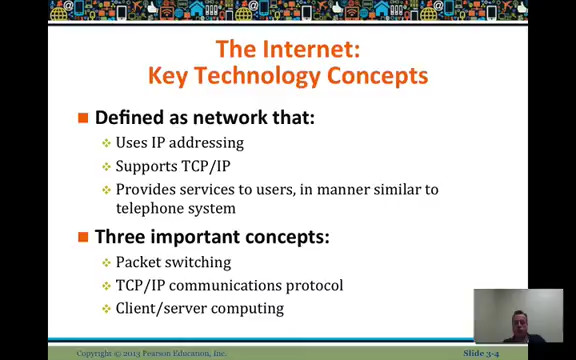 The Internet:
Key Technology Concepts
Defined as network that:
Uses IP addressing
Supports TCP/IP
Provides services to users, in manner similar to
telephone system
Three important concepts:
Packet switching
TCP/IP communications protocol
Client/server computing
Copyright © 2013 Pearson Education, Inc.
Slide 3-4